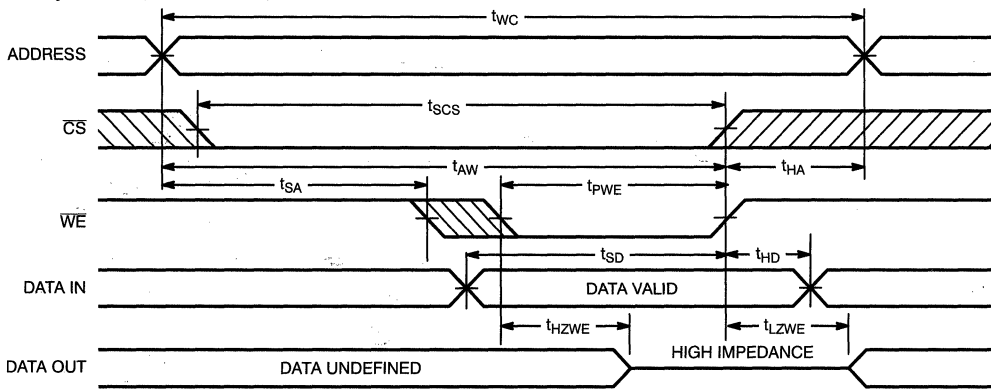 tWC
ADDRESS
tSCS
CS
tAW
tHA
tSA
tPWE
WE
tSD
tHD
DATA IN
DATA VALID
tHZWE
tLZWE
HIGH IMPEDANCE
DATA OUT
DATA UNDEFINED